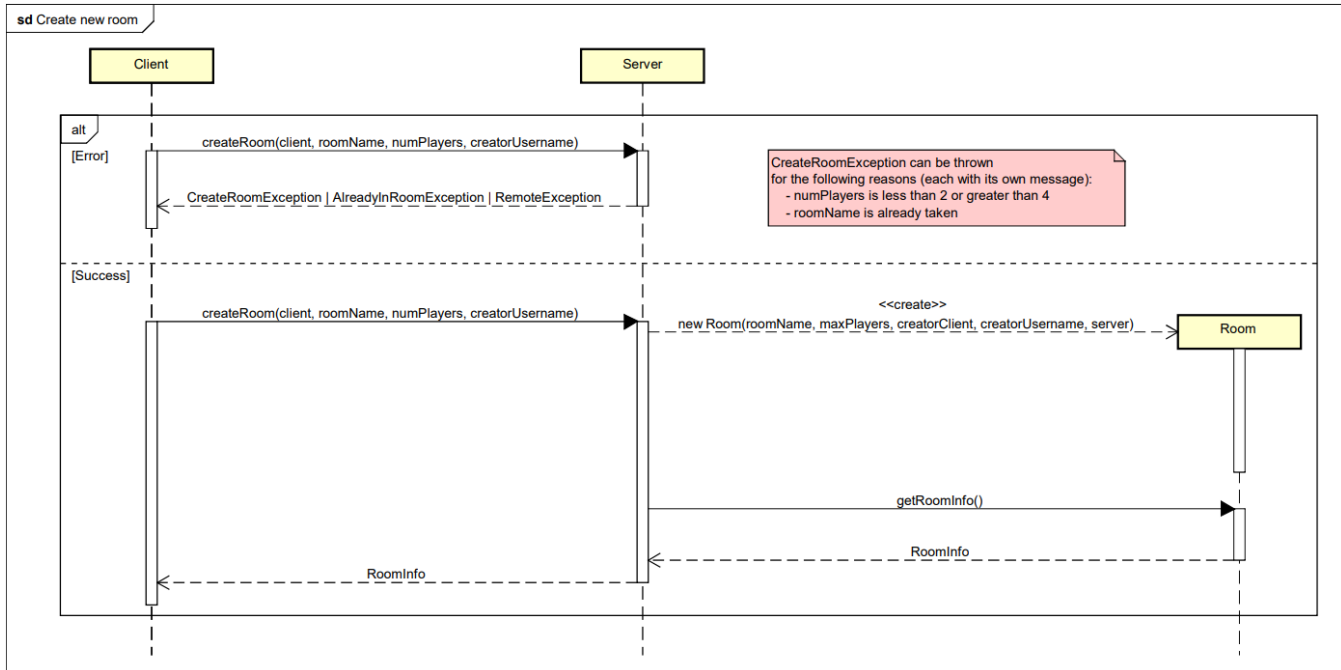 sd Create new room
Client
Server
alt
[Error]
createRoom(client, roomName, numPlayers, creatorUsername)
CreateRoomException | AlreadyInRoomException | RemoteException
CreateRoomException can be thrown
for the following reasons (each with its own message):
- numPlayers is less than 2 or greater than 4
- roomName is already taken
[Success]
createRoom(client, roomName, numPlayers, creatorUsername)
<<create>>
new Room(roomName, maxPlayers, creatorClient, creatorUsername, server)
Room
getRoomInfo()
RoomInfo
RoomInfo